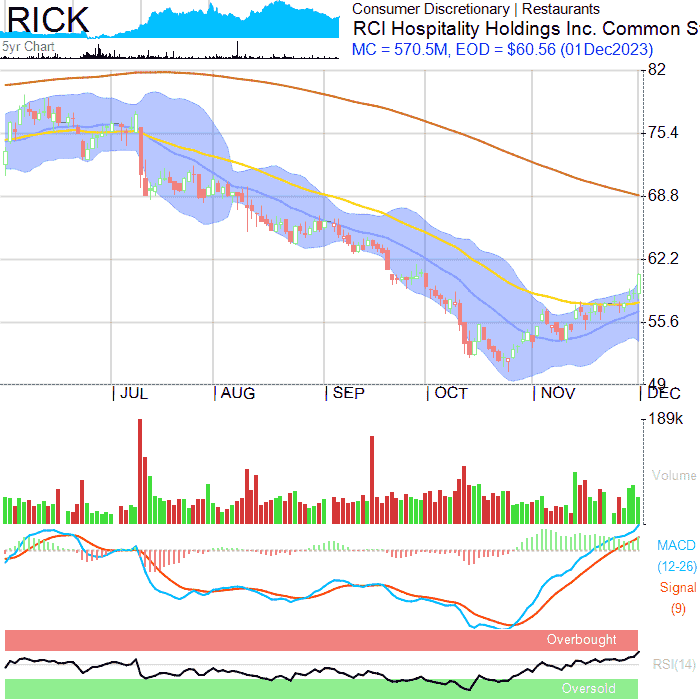 RICK
Consumer Discretionary | Restaurants
RCI Hospitality Holdings Inc. Common S
MC = 570.5M, EOD = $60.56 (01Dec2023)
5yr Chart
82
75.4
68.8
62.2
55.6
49
JUL AUG SEP OCT NOV DEC
189k
Volume
MACD
(12-26)
Signal
(9)
Overbought
RSI(14)
Oversold